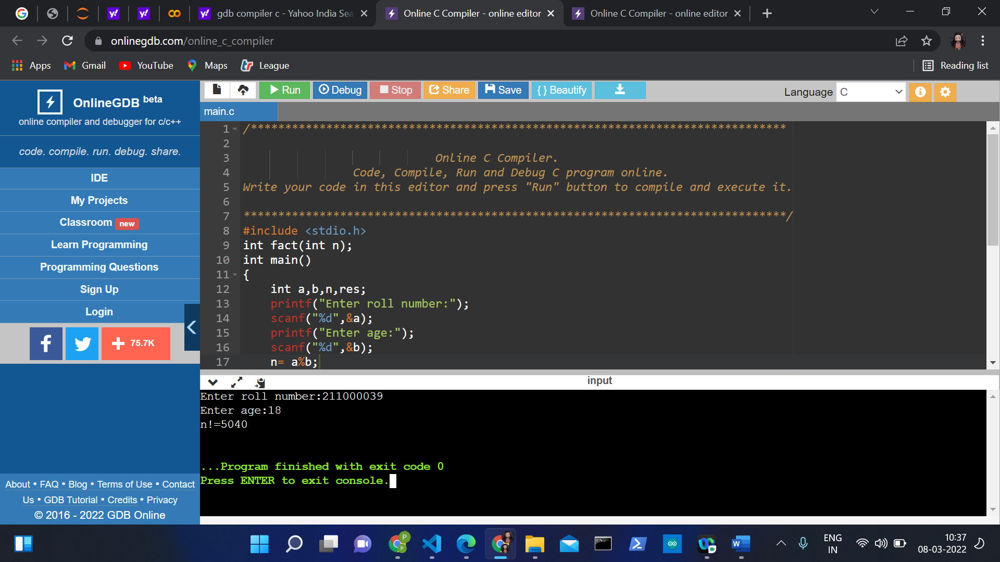 gdb compiler c - Yahoo India Sea
Online C Compiler - online editor
Online C Compiler - online editor
onlinegdb.com/online_c_compiler
Apps
Gmail
YouTube
Maps
League
Reading list
OnlineGDB beta
online compiler and debugger for c/c++
code. compile. run. debug. share.
IDE
My Projects
Classroom new
Learn Programming
Programming Questions
Sign Up
Login
75.7K
About • FAQ • Blog • Terms of Use • Contact
Us • GDB Tutorial • Credits • Privacy
© 2016 - 2022 GDB Online
Run
Debug
Stop
Share
Save
{ } Beautify
Language C
main.c
1 /******************************************************************************
2
3 Online C Compiler.
4 Code, Compile, Run and Debug C program online.
5 Write your code in this editor and press "Run" button to compile and execute it.
6
7 *******************************************************************************/
8 #include <stdio.h>
9 int fact(int n);
10 int main()
11 {
12 int a,b,n,res;
13 printf("Enter roll number:");
14 scanf("%d",&a);
15 printf("Enter age:");
16 scanf("%d",&b);
17 n= a%b;
input
Enter roll number:211000039
Enter age:18
n!=5040
...Program finished with exit code 0
Press ENTER to exit console.
ENG
IN
10:37
08-03-2022